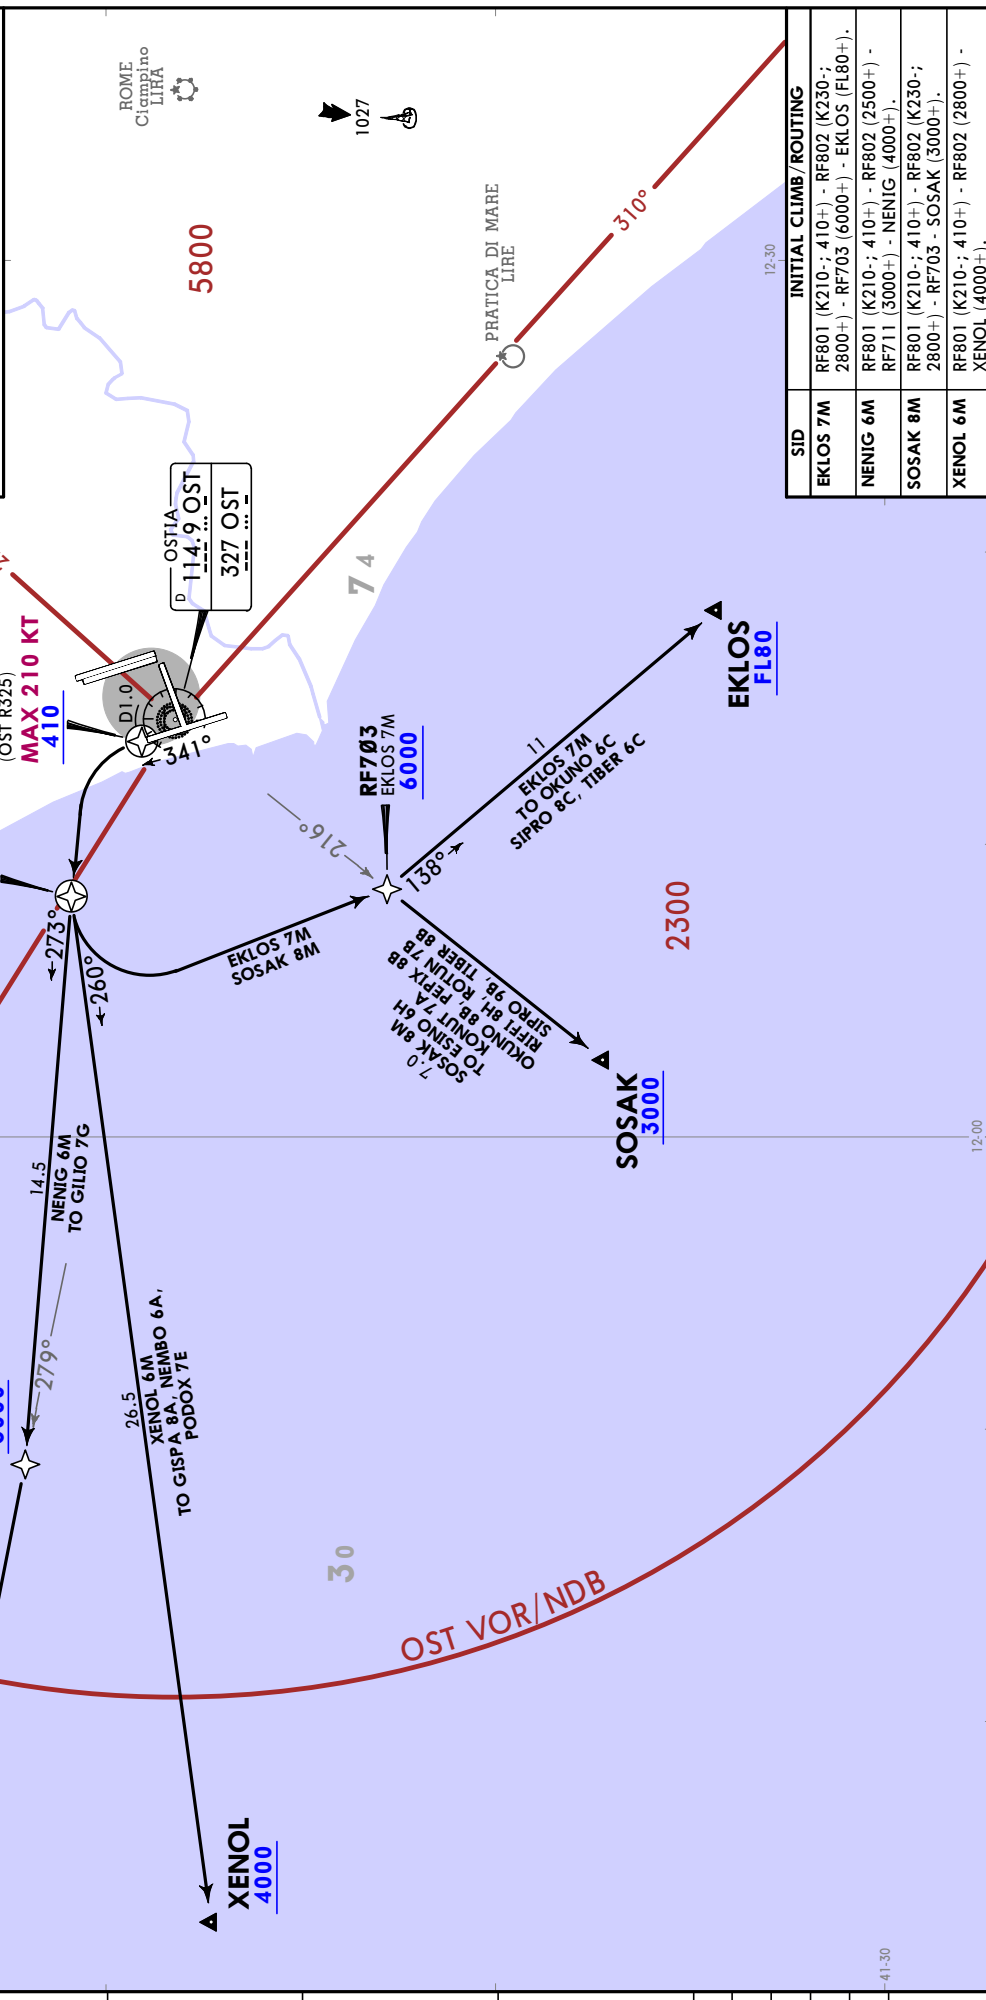 ROME
Ciampino
LIRA
1027
5800
PRATICA DI MARE
LIRE
310°
12-30
OSTIA
D 114.9 OST
327 OST
7 4
(OST R325)
MAX 210 KT
410
D1.0
341°
RF7Ø3
EKLOS 7M
6000
216°
138°
11
EKLOS 7M
TO OKUNO 6C
SIPRO 8C, TIBER 6C
EKLOS
FL80
273°
260°
EKLOS 7M
SOSAK 8M
7.0
SOSAK 8M
TO ESINO 6H
KONUT 7A
OKUNO 8B, PEPIX 8B
RIFFI 8H, ROTUN 7B
SIPRO 9B, TIBER 8B
2300
SOSAK
3000
12-00
14.5
NENIG 6M
TO GILIO 7G
279°
26.5
XENOL 6M
TO GISPA 8A, NEMBO 6A,
PODOX 7E
30
OST VOR/NDB
XENOL
4000
41-30
SID INITIAL CLIMB/ROUTING
EKLOS 7M RF801 (K210-; 410+) - RF802 (K230-;
2800+) - RF703 (6000+) - EKLOS (FL80+).
NENIG 6M RF801 (K210-; 410+) - RF802 (2500+) -
RF711 (3000+) - NENIG (4000+).
SOSAK 8M RF801 (K210-; 410+) - RF802 (K230-;
2800+) - RF703 - SOSAK (3000+).
XENOL 6M RF801 (K210-; 410+) - RF802 (2800+) -
XENOL (4000+).